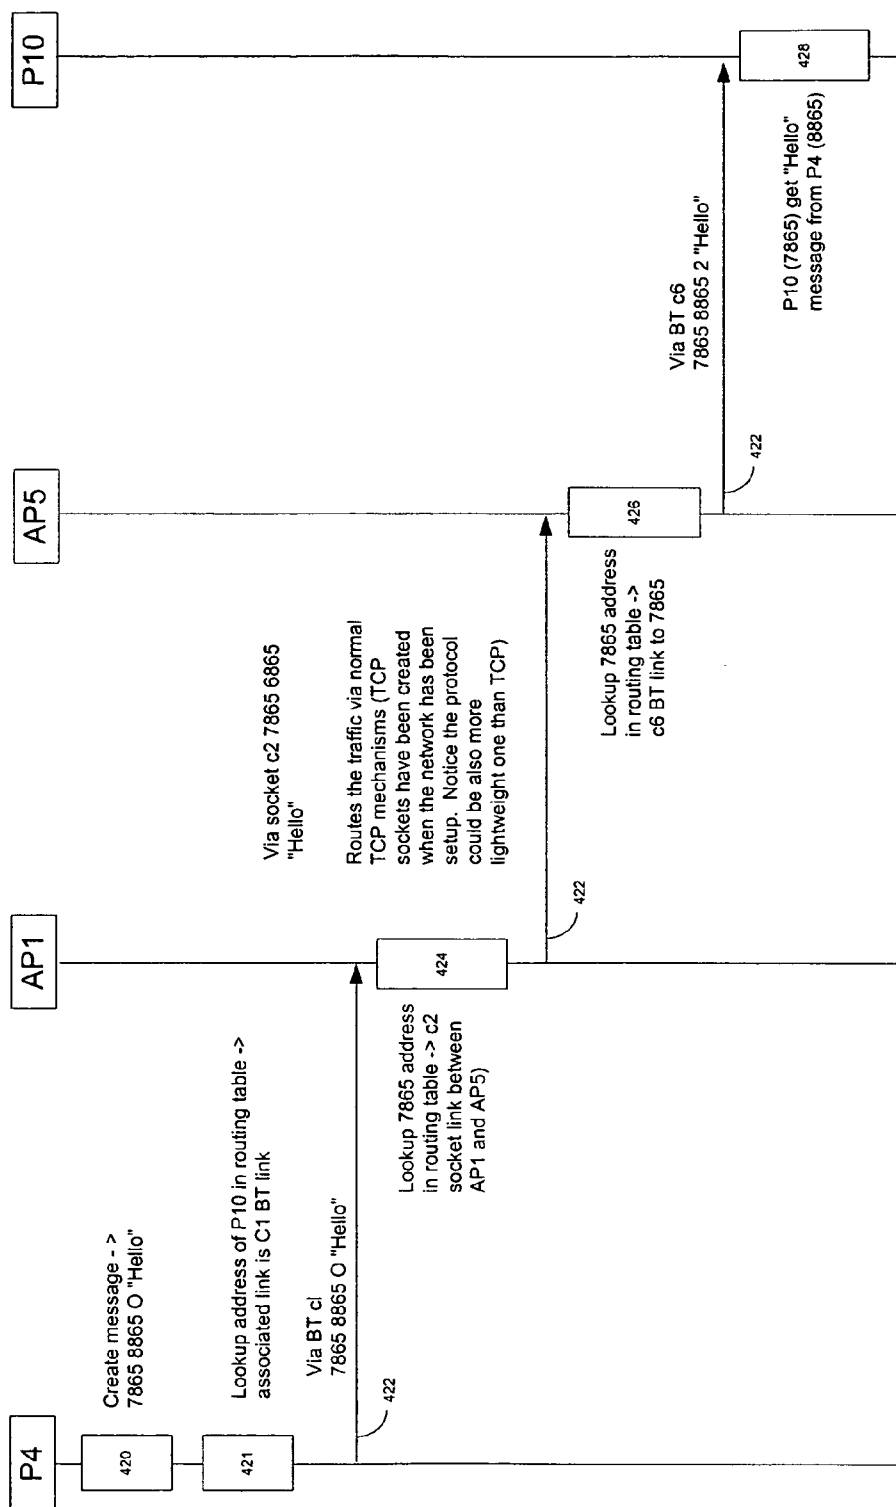 P4
AP1
AP5
P10
420
Create message - >
7865 8865 O "Hello"
421
Lookup address of P10 in routing table ->
associated link is C1 BT link
Via BT cl
7865 8865 O "Hello"
422
424
Lookup 7865 address
in routing table -> c2
socket link between
AP1 and AP5)
Via socket c2 7865 6865
"Hello"
Routes the traffic via normal
TCP mechanisms (TCP
sockets have been created
when the network has been
setup. Notice the protocol
could be also more
lightweight one than TCP)
422
426
Lookup 7865 address
in routing table ->
c6 BT link to 7865
Via BT c6
7865 8865 2 "Hello"
422
428
P10 (7865) get "Hello"
message from P4 (8865)